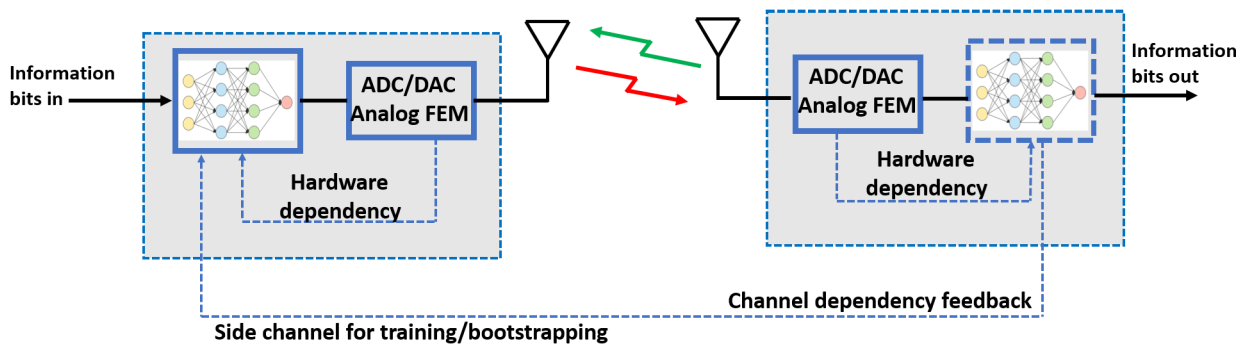 Information
bits in
ADC/DAC
Analog FEM
Hardware
dependency
ADC/DAC
Analog FEM
Hardware
dependency
Information
bits out
Channel dependency feedback
Side channel for training/bootstrapping